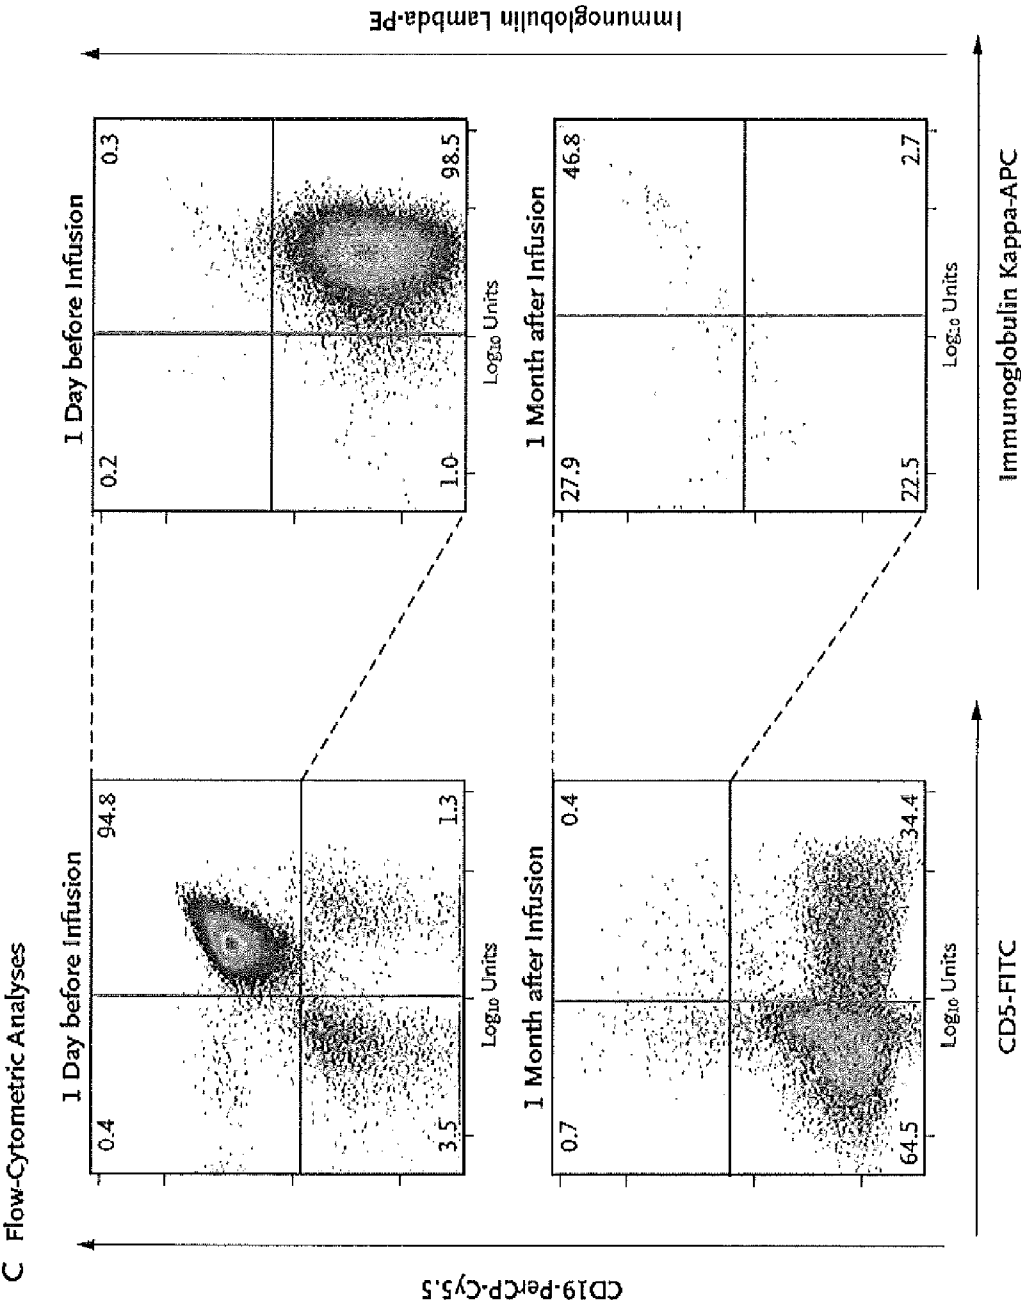 C Flow-Cytometric Analyses
1 Day before Infusion
0.4
94.8
3.5
1.3
Log10 Units
1 Day before Infusion
0.2
0.3
1.0
98.5
Log10 Units
1 Month after Infusion
0.7
0.4
64.5
34.4
Log10 Units
1 Month after Infusion
27.9
46.8
22.5
2.7
Log10 Units
CD19-PerCP-Cy5.5
Immunoglobulin Lambda-PE
CD5-FITC
Immunoglobulin Kappa-APC